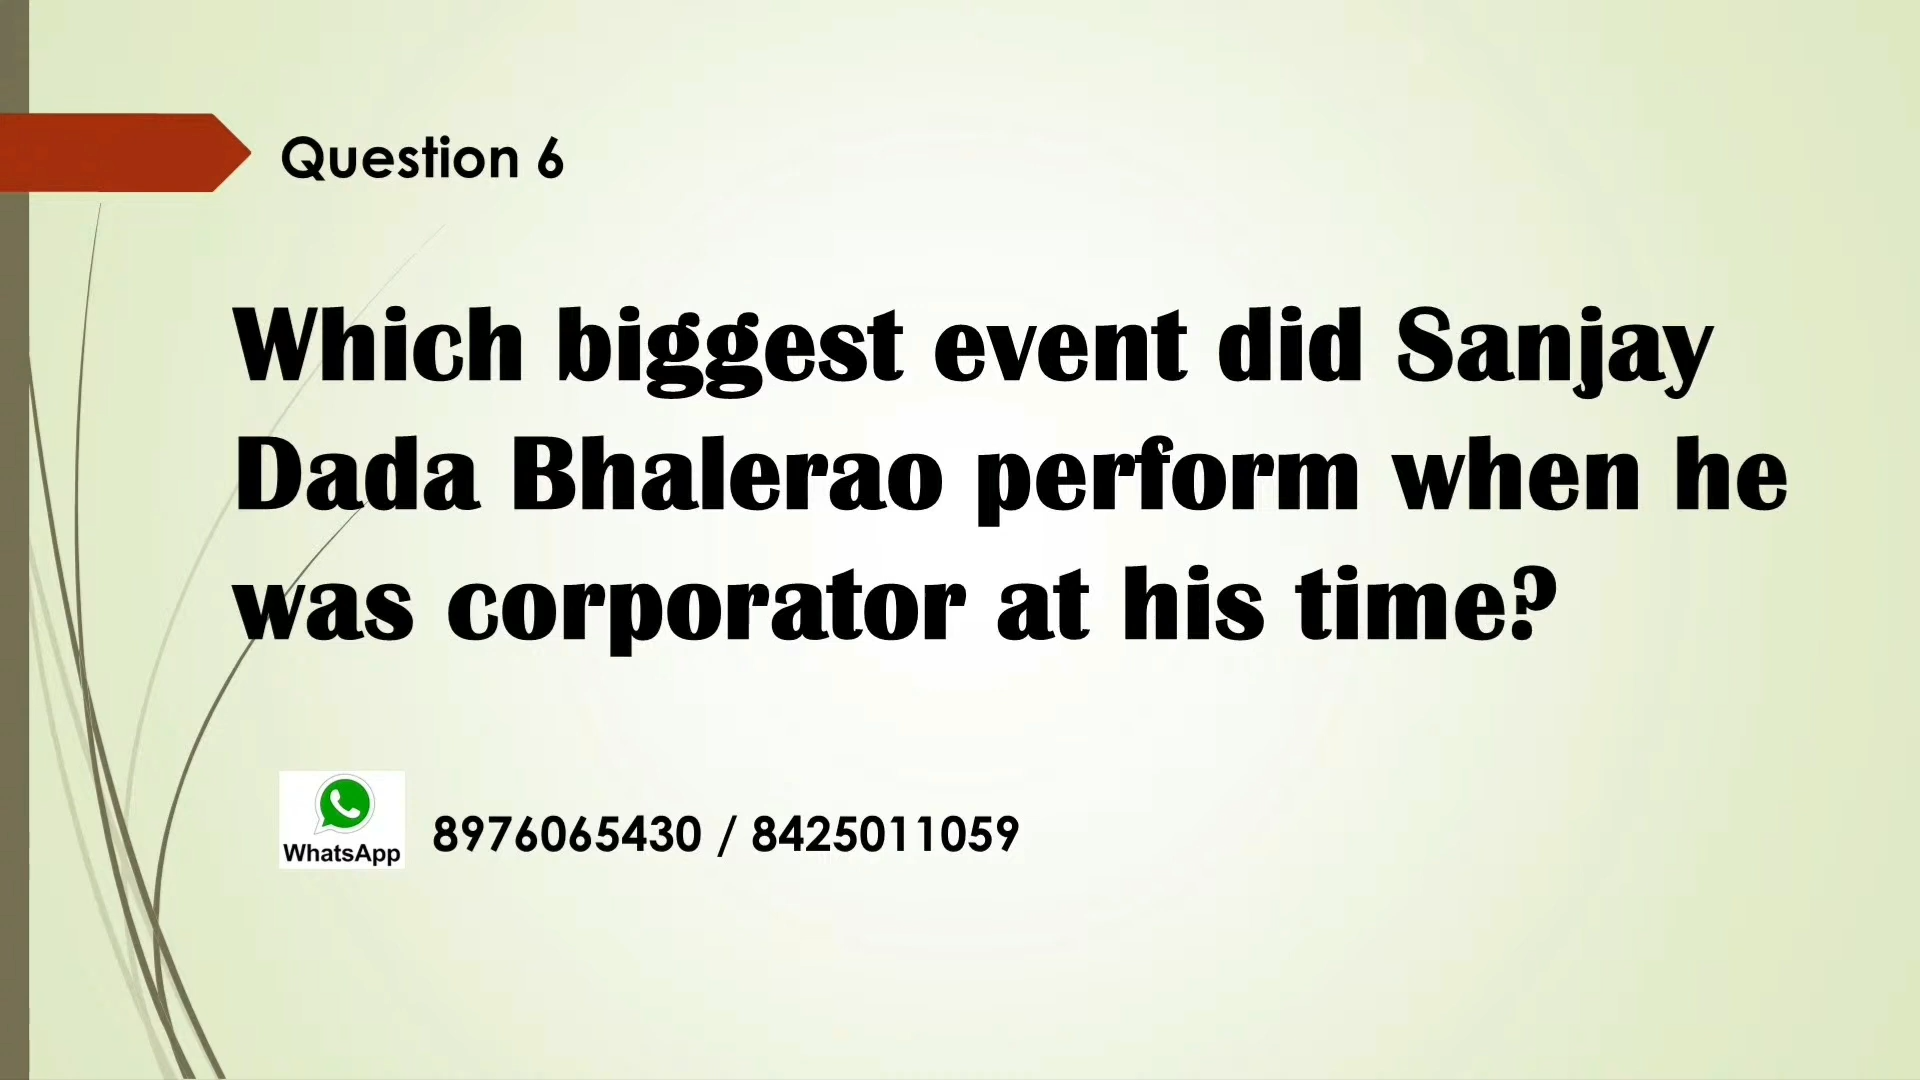 Question 6
Which biggest event did Sanjay
Dada Bhalerao perform when he
was corporator at his time?
WhatsApp
8976065430 / 8425011059